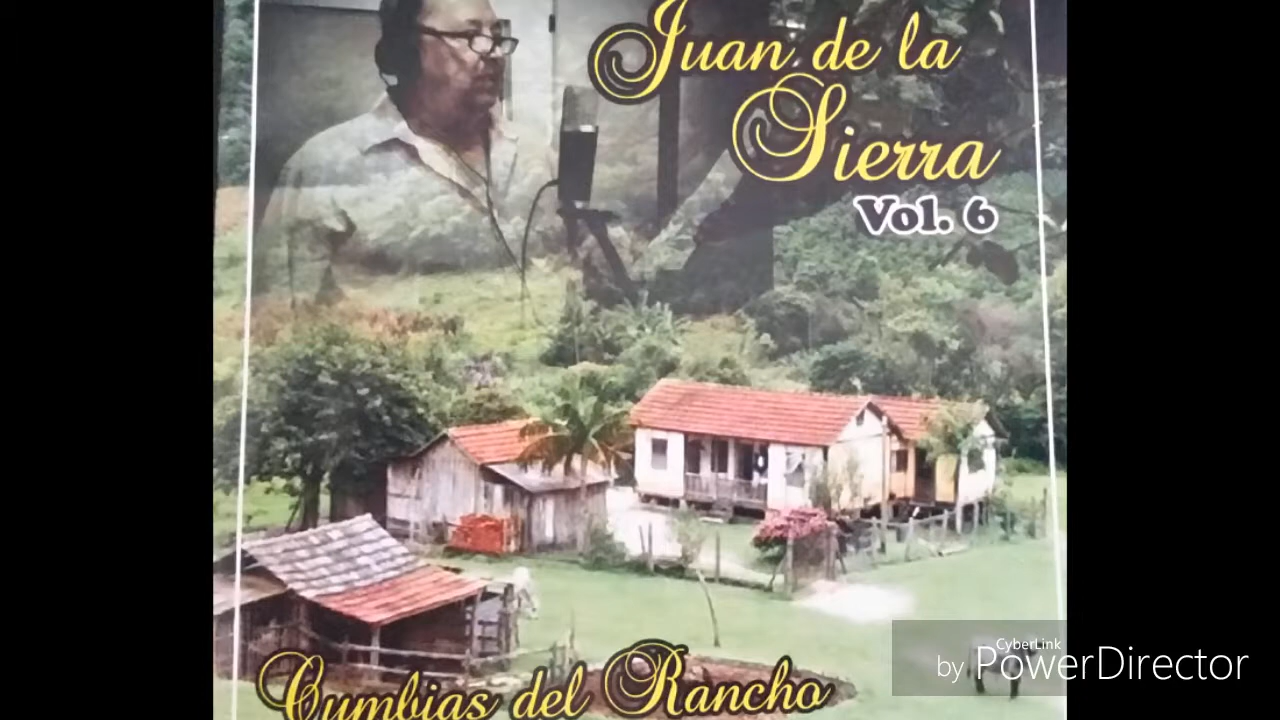 Juan de la
Sierra
Vol. 6
Cumbias del Rancho
CyberLink
by PowerDirector